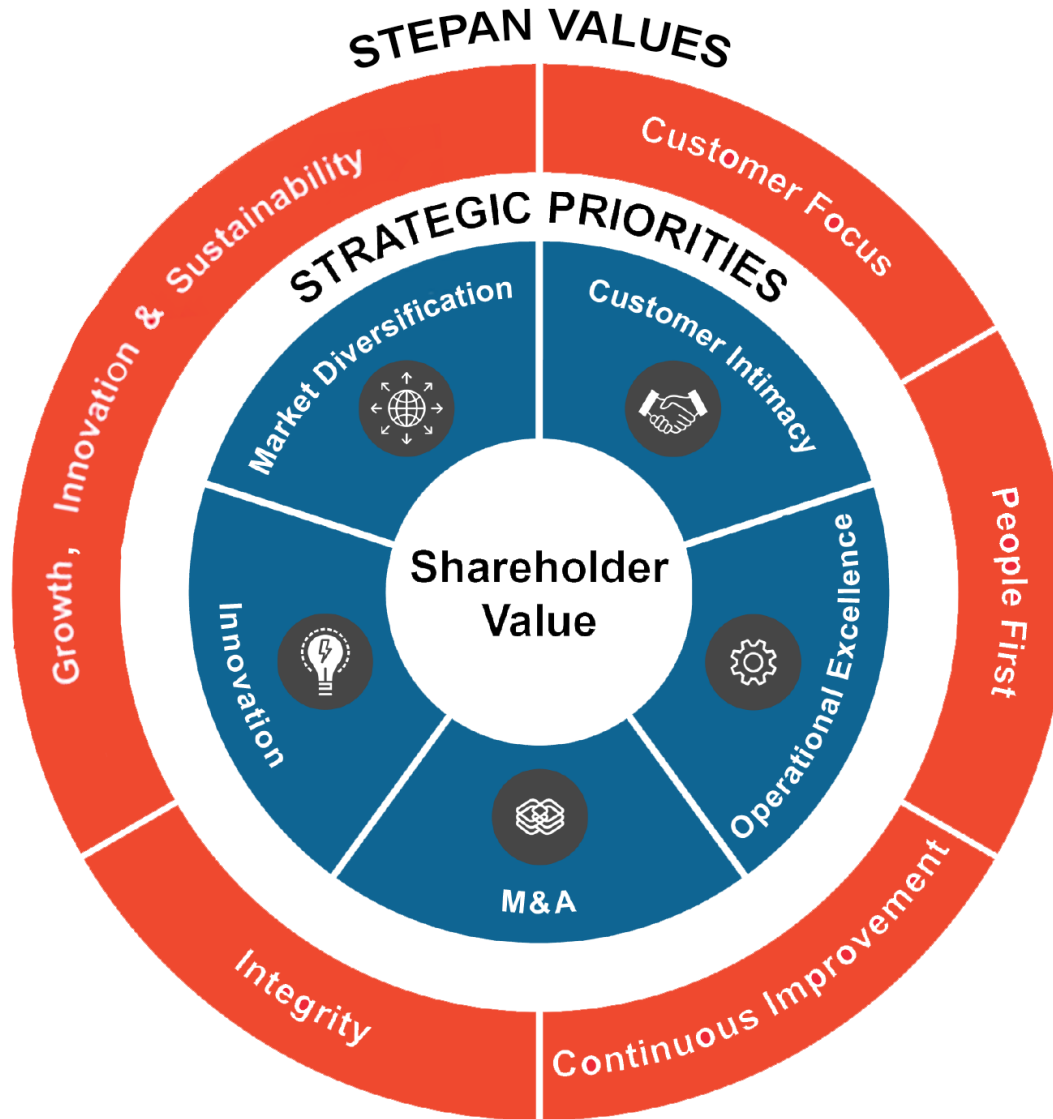 STEPAN VALUES
Customer Focus
People First
Continuous Improvement
Integrity
Growth, Innovation & Sustainability
STRATEGIC PRIORITIES
Customer Intimacy
Operational Excellence
M&A
Innovation
Market Diversification
Shareholder
Value